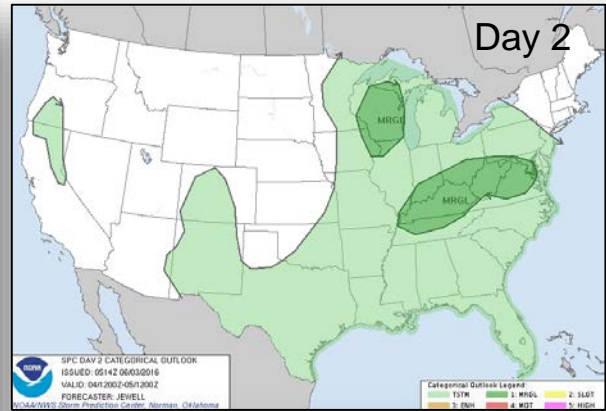 Day 2
MRGL
MRGL
SPC DAY 2 CATEGORICAL OUTLOOK
ISSUED: 0514Z 06/03/2016
VALID: 04/1200Z-05/1200Z
FORECASTER: JEWELL
NOAA/NWS Storm Prediction Center, Norman, Oklahoma
Categorical Outlook Legend:
TSTM 1: MRGL 2: SLGT
3: ENH 4: MDT 5: HIGH